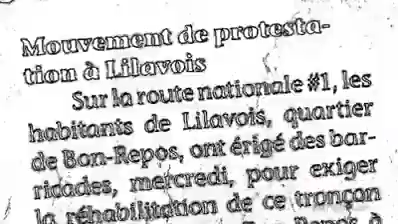 Mouvement de protesta-
tion à Lilavois
Sur la route nationale #1, les
habitants de Lilavois, quartier
de Bon-Repos, ont érigé des bar-
ricades, mercredi, pour exiger
la réhabilitation de ce tronçon